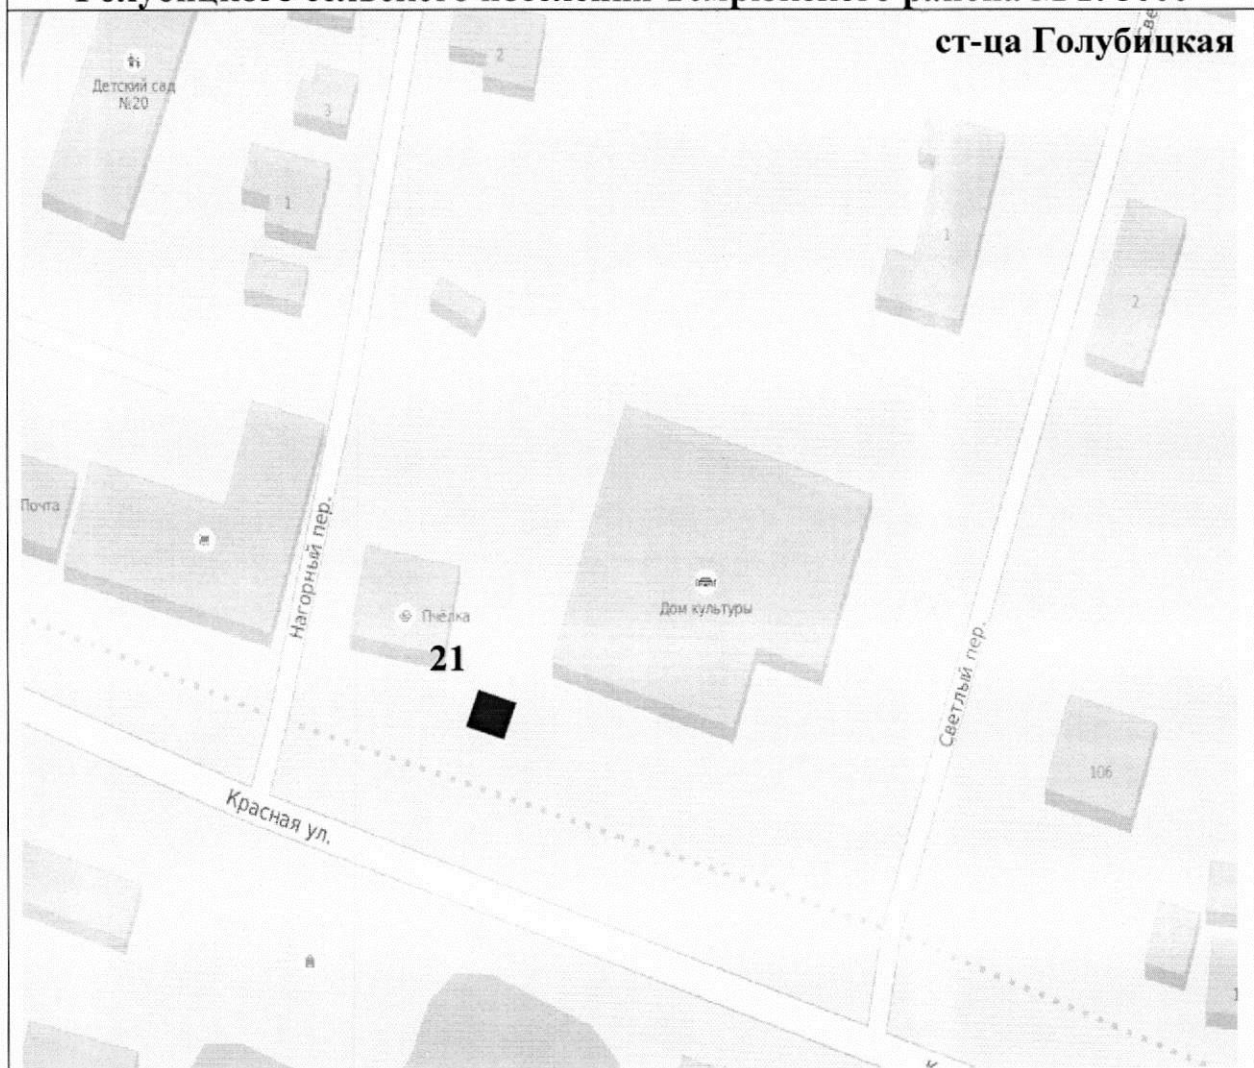 ст-ца Голубицкая
Детский сад
№20
2
3
1
1
2
Почта
Нагорный пер.
Пчёлка
Дом культуры
21
Светлый пер.
106
Красная ул.